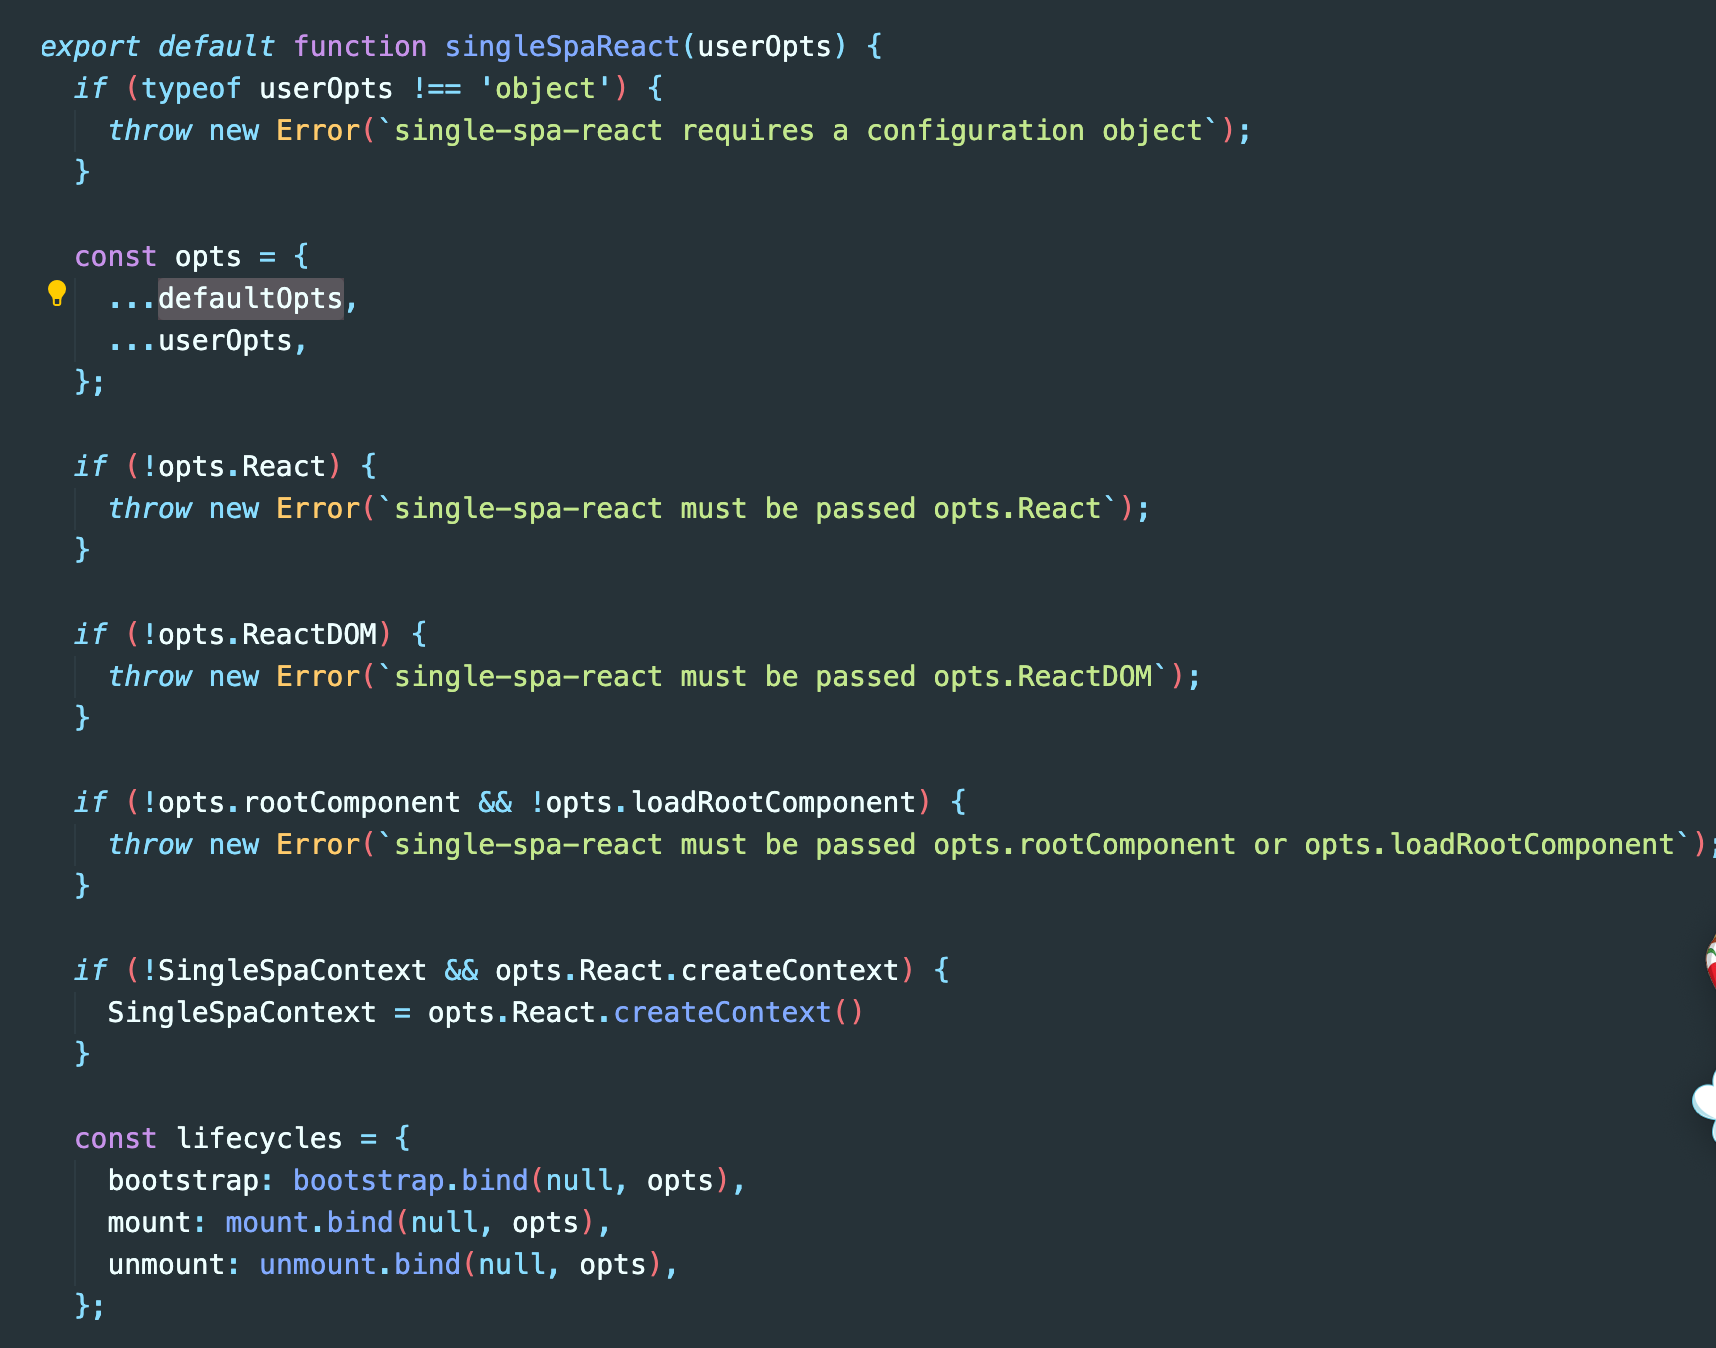 export default function singleSpaReact(userOpts) {
  if (typeof userOpts !== 'object') {
    throw new Error(`single-spa-react requires a configuration object`);
  }

  const opts = {
    ...defaultOpts,
    ...userOpts,
  };

  if (!opts.React) {
    throw new Error(`single-spa-react must be passed opts.React`);
  }

  if (!opts.ReactDOM) {
    throw new Error(`single-spa-react must be passed opts.ReactDOM`);
  }

  if (!opts.rootComponent && !opts.loadRootComponent) {
    throw new Error(`single-spa-react must be passed opts.rootComponent or opts.loadRootComponent`);
  }

  if (!SingleSpaContext && opts.React.createContext) {
    SingleSpaContext = opts.React.createContext()
  }

  const lifecycles = {
    bootstrap: bootstrap.bind(null, opts),
    mount: mount.bind(null, opts),
    unmount: unmount.bind(null, opts),
  };